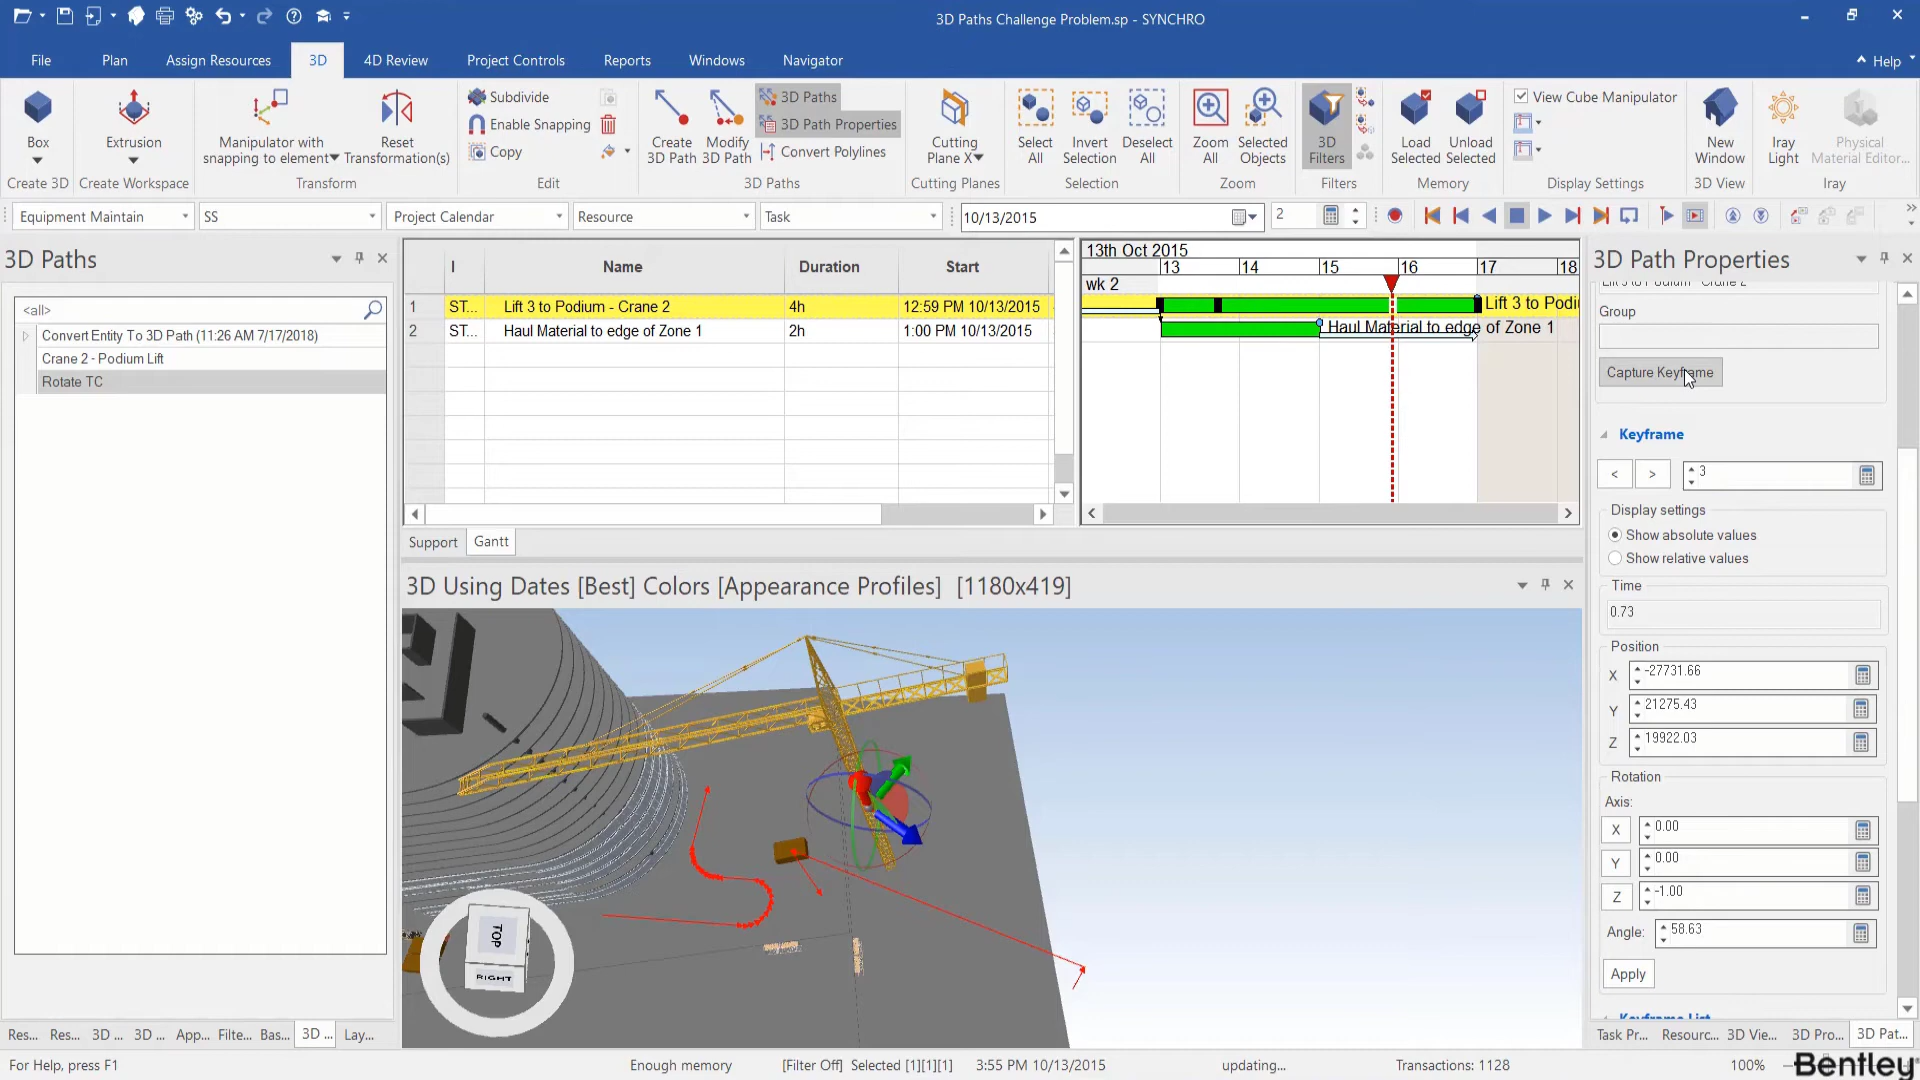 3D Paths Challenge Problem.sp - SYNCHRO
File Plan Assign Resources 3D 4D Review Project Controls Reports Windows Navigator Help
Box
Create 3D
Extrusion
Create Workspace
Manipulator with
snapping to element
Reset
Transformation(s)
Transform
Subdivide
Enable Snapping
Copy
Edit
Create
3D Path
Modify
3D Path
3D Paths
3D Path Properties
Convert Polylines
3D Paths
Cutting
Plane X
Cutting Planes
Select
All
Invert
Selection
Deselect
All
Selection
Zoom
All
Selected
Objects
Zoom
3D
Filters
Filters
Load
Selected
Unload
Selected
Memory
View Cube Manipulator
Display Settings
New
Window
3D View
Iray
Light
Physical
Material Editor...
Iray
Equipment Maintain SS Project Calendar Resource Task 10/13/2015 2
3D Paths
<all>
Convert Entity To 3D Path (11:26 AM 7/17/2018)
Crane 2 - Podium Lift
Rotate TC
I Name Duration Start
1 ST... Lift 3 to Podium - Crane 2 4h 12:59 PM 10/13/2015
2 ST... Haul Material to edge of Zone 1 2h 1:00 PM 10/13/2015
13th Oct 2015
13 14 15 16 17 18
wk 2
Lift 3 to Podi
Haul Material to edge of Zone 1
Support Gantt
3D Using Dates [Best] Colors [Appearance Profiles] [1180x419]
TOP
RIGHT
3D Path Properties
Lift 3 to Podium - Crane 2
Group
Capture Keyframe
Keyframe
< > 3
Display settings
Show absolute values
Show relative values
Time
0.73
Position
X -27731.66
Y 21275.43
Z 19922.03
Rotation
Axis:
X 0.00
Y 0.00
Z -1.00
Angle: 58.63
Apply
Keyframe List
Res... Res... 3D ... 3D ... App... Filte... Bas... 3D ... Lay...
Task Pr... Resourc... 3D Vie... 3D Pro... 3D Pat...
For Help, press F1 Enough memory [Filter Off] Selected [1][1][1] 3:55 PM 10/13/2015 updating... Transactions: 1128 100%
Bentley